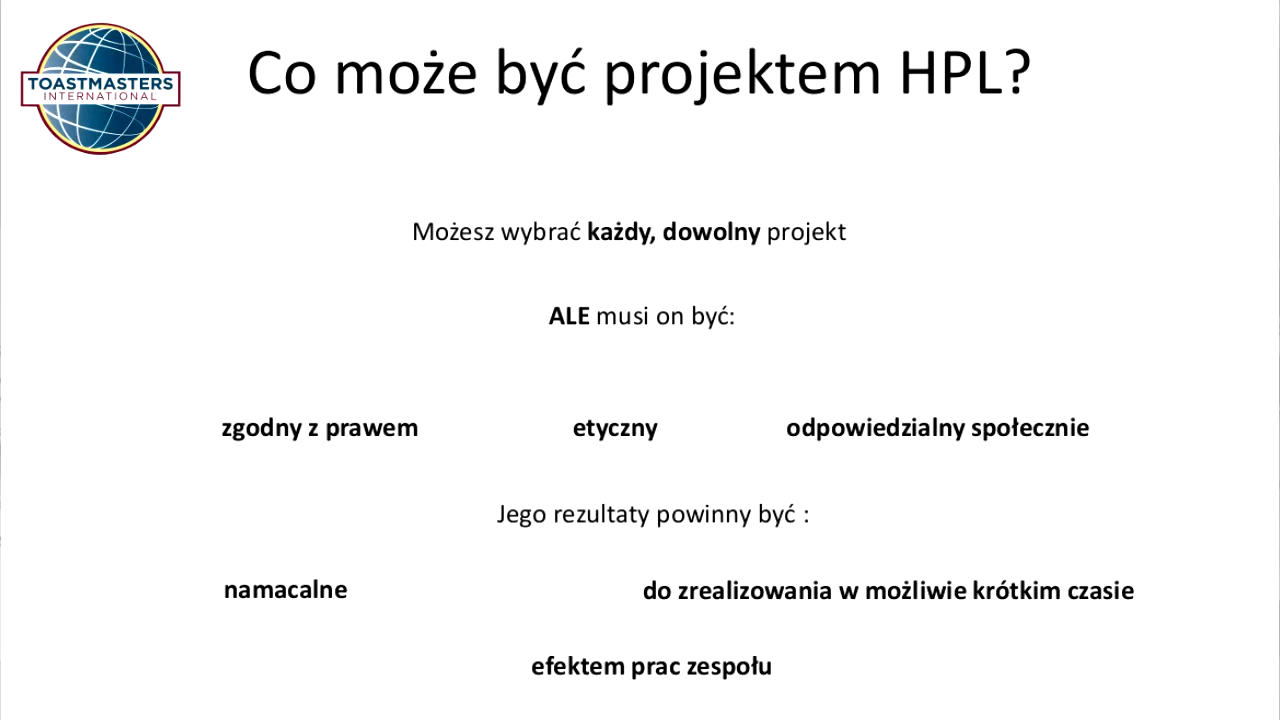 TOASTMASTERS
INTERNATIONAL
Co może być projektem HPL?
Możesz wybrać każdy, dowolny projekt
ALE musi on być:
zgodny z prawem etyczny odpowiedzialny społecznie
Jego rezultaty powinny być :
namacalne do zrealizowania w możliwie krótkim czasie
efektem prac zespołu